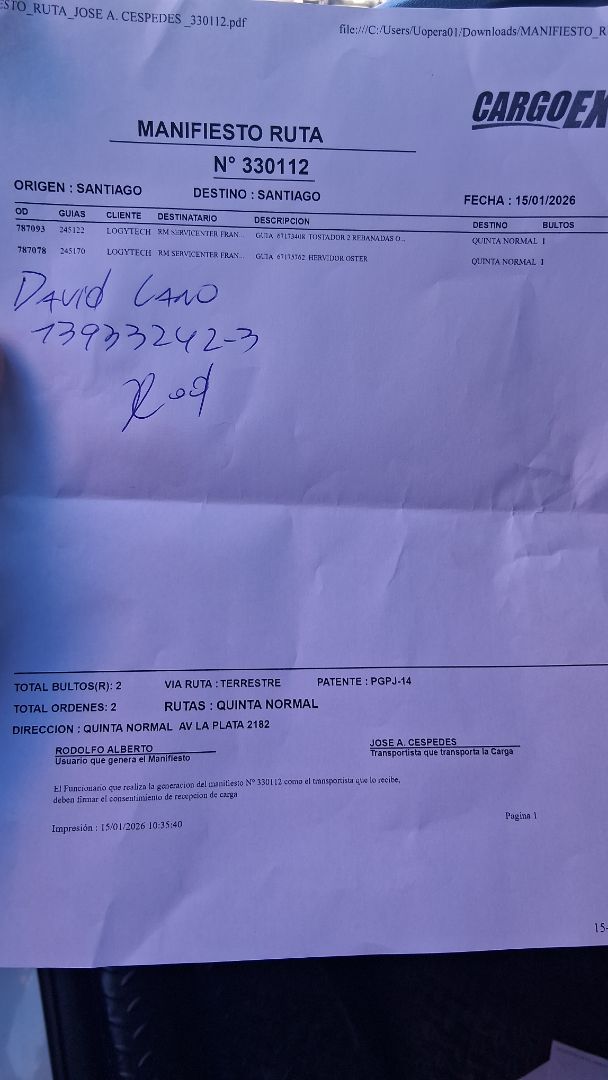 ESTO_RUTA_JOSE A. CESPEDES _330112.pdf
file:///C:/Users/Uopera01/Downloads/MANIFIESTO_R
CARGOEX
MANIFIESTO RUTA
N° 330112
ORIGEN : SANTIAGO DESTINO : SANTIAGO FECHA : 15/01/2026
OD GUIAS CLIENTE DESTINATARIO DESCRIPCION DESTINO BULTOS
787093 245122 LOGYTECH RM SERVICENTER FRAN... GUIA 67173408 TOSTADOR 2 REBANADAS O... QUINTA NORMAL 1
787078 245170 LOGYTECH RM SERVICENTER FRAN... GUIA HERVIDOR OSTER QUINTA NORMAL 1
DAVID CANO
13933242-3
TOTAL BULTOS(R): 2 VIA RUTA : TERRESTRE PATENTE : PGPJ-14
TOTAL ORDENES: 2 RUTAS : QUINTA NORMAL
DIRECCION : QUINTA NORMAL AV LA PLATA 2182
RODOLFO ALBERTO JOSE A. CESPEDES
Usuario que genera el Manifiesto Transportista que transporta la Carga
El Funcionario que realiza la generacion del manifiesto N° 330112 como el transportista que lo recibe,
deben firmar el consentimiento de recepcion de carga
Pagina 1
Impresión : 15/01/2026 10:35:40
15-